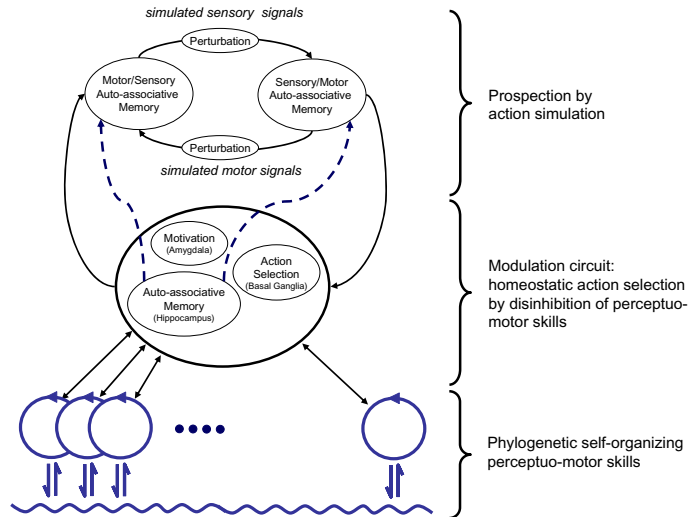 simulated sensory signals
Perturbation
Motor/Sensory
Auto-associative
Memory
Sensory/Motor
Auto-associative
Memory
Perturbation
simulated motor signals
Prospection by
action simulation
Motivation
(Amygdala)
Action
Selection
(Basal Ganglia)
Auto-associative
Memory
(Hippocampus)
Modulation circuit:
homeostatic action selection
by disinhibition of perceptuo-
motor skills
Phylogenetic self-organizing
perceptuo-motor skills